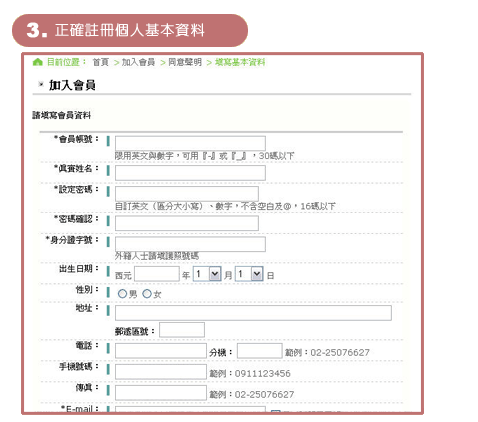 3. 正確註冊個人基本資料
目前位置： 首頁 >加入會員 >同意聲明 >填寫基本資料
* 加入會員
請填寫會員資料
*會員帳號：
限用英文與數字，可用『-』或『_』，30碼以下
*真實姓名：
*設定密碼：
自訂英文（區分大小寫）、數字，不含空白及@，16碼以下
*密碼確認：
*身分證字號：
外籍人士請填護照號碼
出生日期： 西元 年 1 月 1 日
性別： 男 女
地址：
郵遞區號：
電話： 分機： 範例：02-25076627
手機號碼： 範例：0911123456
傳真： 範例：02-25076627
*E-mail：